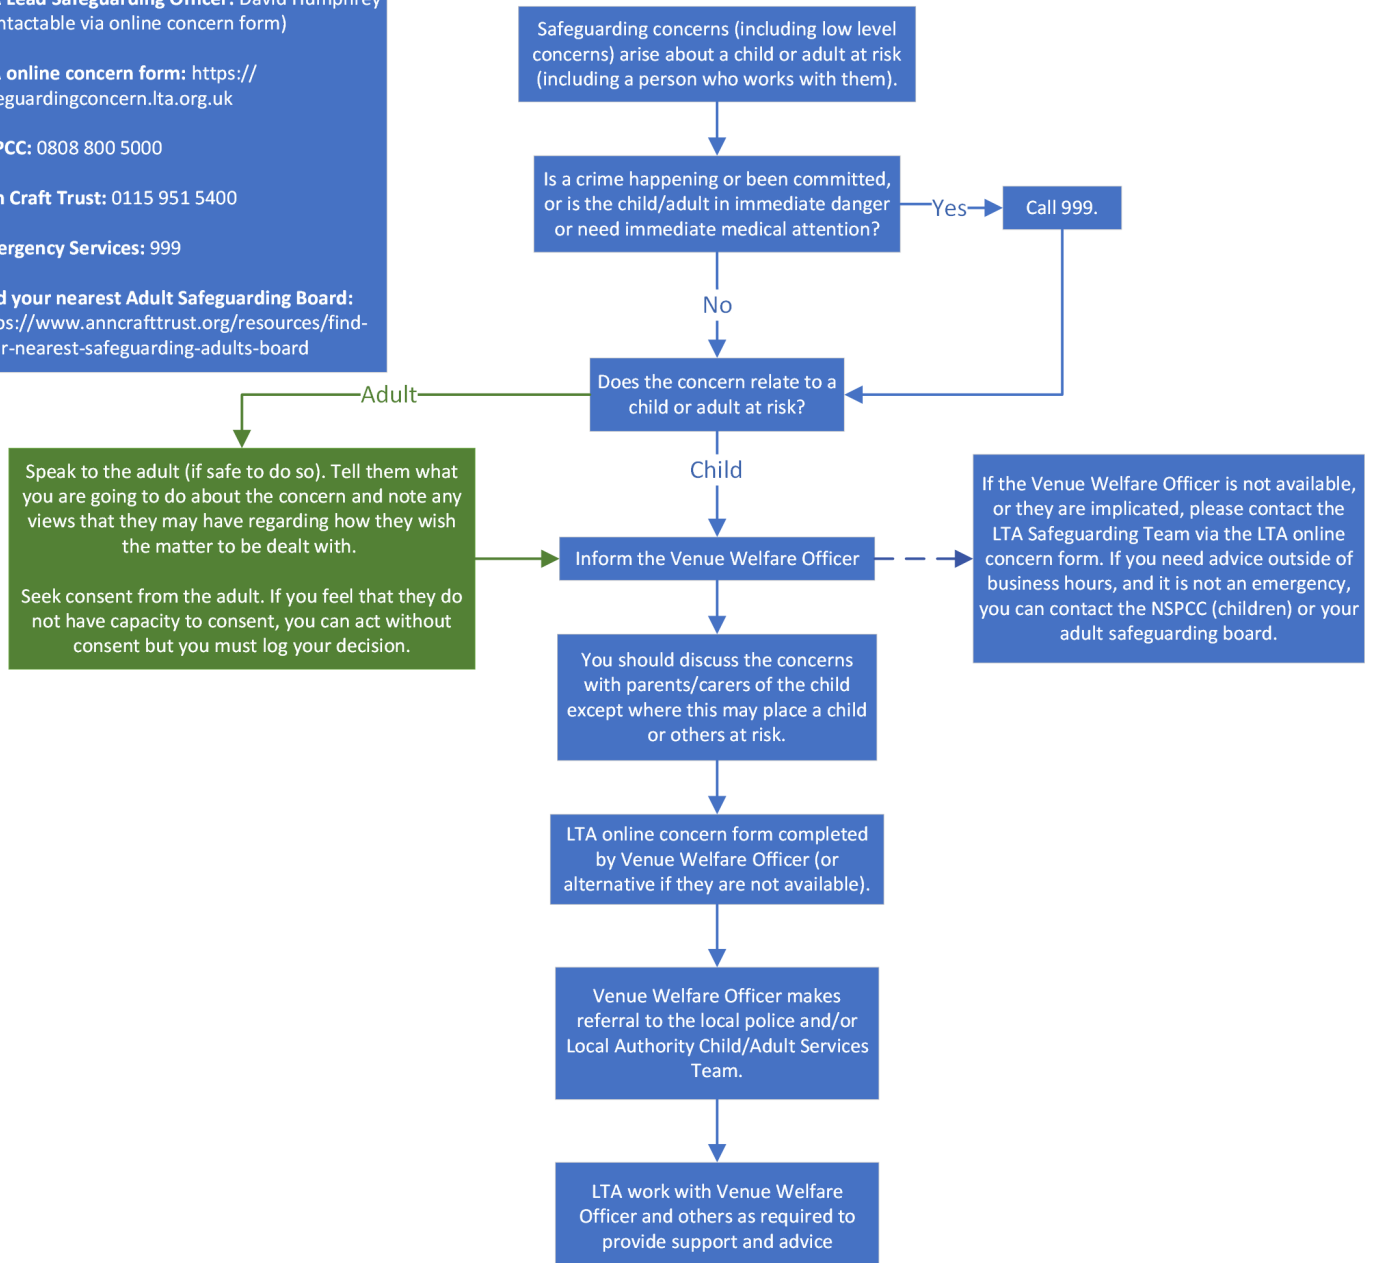 Lead Safeguarding Officer: David Humphrey
ntactable via online concern form)
online concern form: https://
eguardingconcern.lta.org.uk
PCC: 0808 800 5000
n Craft Trust: 0115 951 5400
ergency Services: 999
d your nearest Adult Safeguarding Board:
ps://www.anncrafttrust.org/resources/find-
r-nearest-safeguarding-adults-board
Safeguarding concerns (including low level
concerns) arise about a child or adult at risk
(including a person who works with them).
Is a crime happening or been committed,
or is the child/adult in immediate danger
or need immediate medical attention?
Yes
Call 999.
No
Does the concern relate to a
child or adult at risk?
Adult
Child
Speak to the adult (if safe to do so). Tell them what
you are going to do about the concern and note any
views that they may have regarding how they wish
the matter to be dealt with.
Seek consent from the adult. If you feel that they do
not have capacity to consent, you can act without
consent but you must log your decision.
Inform the Venue Welfare Officer
If the Venue Welfare Officer is not available,
or they are implicated, please contact the
LTA Safeguarding Team via the LTA online
concern form. If you need advice outside of
business hours, and it is not an emergency,
you can contact the NSPCC (children) or your
adult safeguarding board.
You should discuss the concerns
with parents/carers of the child
except where this may place a child
or others at risk.
LTA online concern form completed
by Venue Welfare Officer (or
alternative if they are not available).
Venue Welfare Officer makes
referral to the local police and/or
Local Authority Child/Adult Services
Team.
LTA work with Venue Welfare
Officer and others as required to
provide support and advice